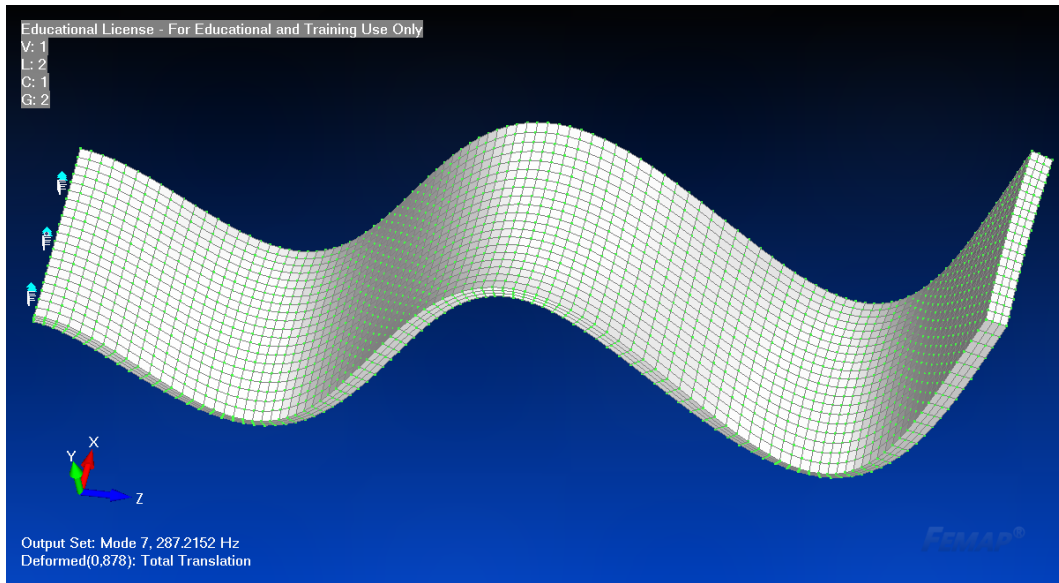 Educational License - For Educational and Training Use Only
V: 1
L: 2
C: 1
G: 2
F
F
F
X
Y
Z
Output Set: Mode 7, 287.2152 Hz
Deformed(0,878): Total Translation
FEMAP®